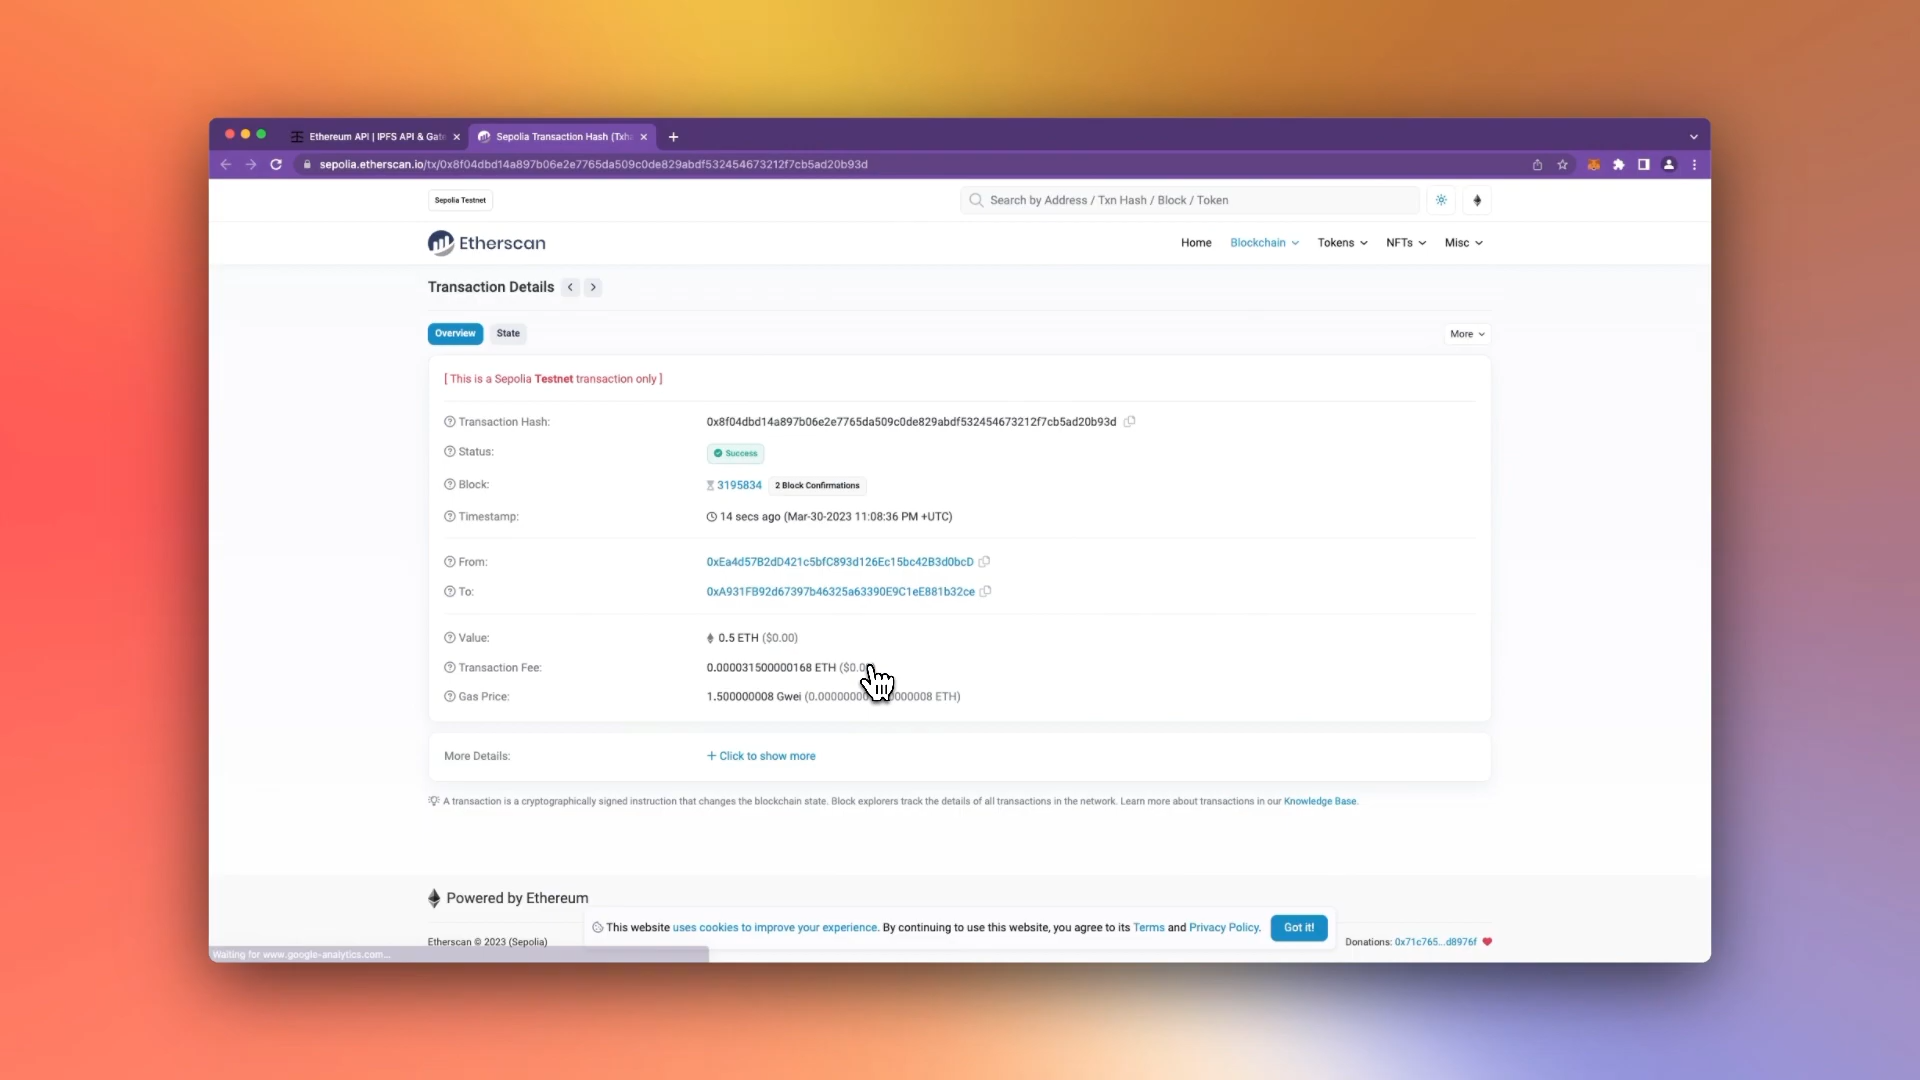 Ethereum API | IPFS API & Gate
Sepolia Transaction Hash (Txha
sepolia.etherscan.io/tx/0x8f04dbd14a897b06e2e7765da509c0de829abdf532454673212f7cb5ad20b93d
Sepolia Testnet
Search by Address / Txn Hash / Block / Token
Etherscan
Home Blockchain Tokens NFTs Misc
Transaction Details
Overview State More
[ This is a Sepolia Testnet transaction only ]
Transaction Hash: 0x8f04dbd14a897b06e2e7765da509c0de829abdf532454673212f7cb5ad20b93d
Status: Success
Block: 3195834 2 Block Confirmations
Timestamp: 14 secs ago (Mar-30-2023 11:08:36 PM +UTC)
From: 0xEa4d57B2dD421c5bfC893d126Ec15bc42B3d0bcD
To: 0xA931FB92d67397b46325a63390E9C1eE881b32ce
Value: 0.5 ETH ($0.00)
Transaction Fee: 0.000031500000168 ETH ($0.0
Gas Price: 1.500000008 Gwei (0.00000000 000008 ETH)
More Details: + Click to show more
A transaction is a cryptographically signed instruction that changes the blockchain state. Block explorers track the details of all transactions in the network. Learn more about transactions in our Knowledge Base.
Powered by Ethereum
This website uses cookies to improve your experience. By continuing to use this website, you agree to its Terms and Privacy Policy. Got it!
Etherscan © 2023 (Sepolia)
Donations: 0x71c765...d8976f
Waiting for www.google-analytics.com...